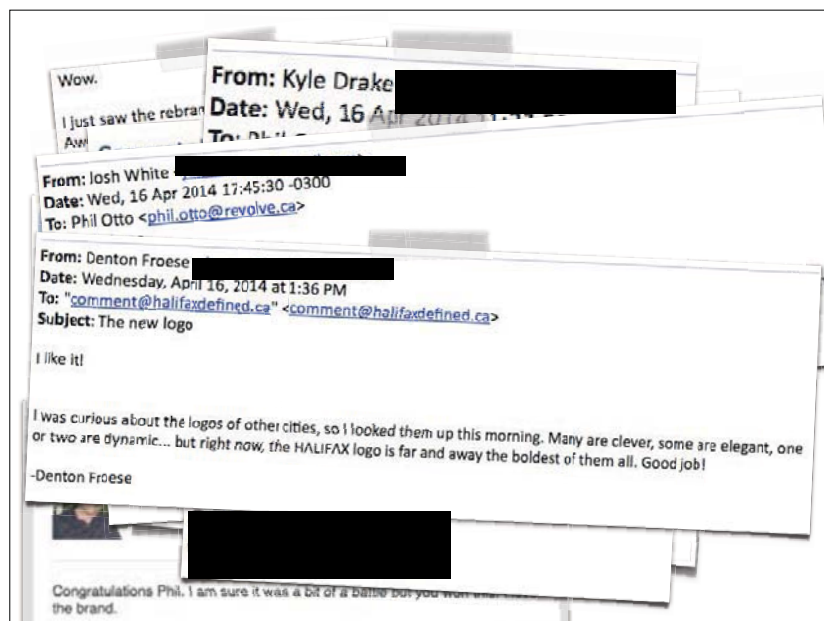 Wow.
I just saw the rebran
Aw
From: Kyle Drake
Date: Wed, 16 Apr 2014
To:
From: Josh White
Date: Wed, 16 Apr 2014 17:45:30 -0300
To: Phil Otto <phil.otto@revolve.ca>
From: Denton Froese
Date: Wednesday, April 16, 2014 at 1:36 PM
To: "comment@halifaxdefined.ca" <comment@halifaxdefined.ca>
Subject: The new logo
I like it!
I was curious about the logos of other cities, so I looked them up this morning. Many are clever, some are elegant, one
or two are dynamic... but right now, the HALIFAX logo is far and away the boldest of them all. Good job!
-Denton Froese
Congratulations Phil. I am sure it was a bit of a battle but you won
the brand.